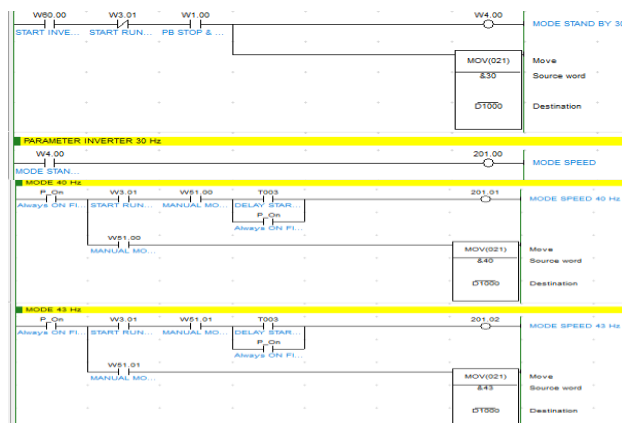 W60.00 W3.01 W1.00 W4.00
START INVE... START RUN... PB STOP & ... MODE STAND BY 30
MOV(021) Move
&30 Source word
D1000 Destination
PARAMETER INVERTER 30 Hz
W4.00 201.00
MODE STAN... MODE SPEED
MODE 40 Hz
P_On W3.01 W51.00 T003 201.01
Always ON Fl... START RUN... MANUAL MO... DELAY STAR... MODE SPEED 40 Hz
P_On
Always ON Fl...
W51.00
MANUAL MO... MOV(021) Move
&40 Source word
D1000 Destination
MODE 43 Hz
P_On W3.01 W51.01 T003 201.02
Always ON Fl... START RUN... MANUAL MO... DELAY STAR... MODE SPEED 43 Hz
P_On
Always ON Fl...
W51.01
MANUAL MO... MOV(021) Move
&43 Source word
D1000 Destination